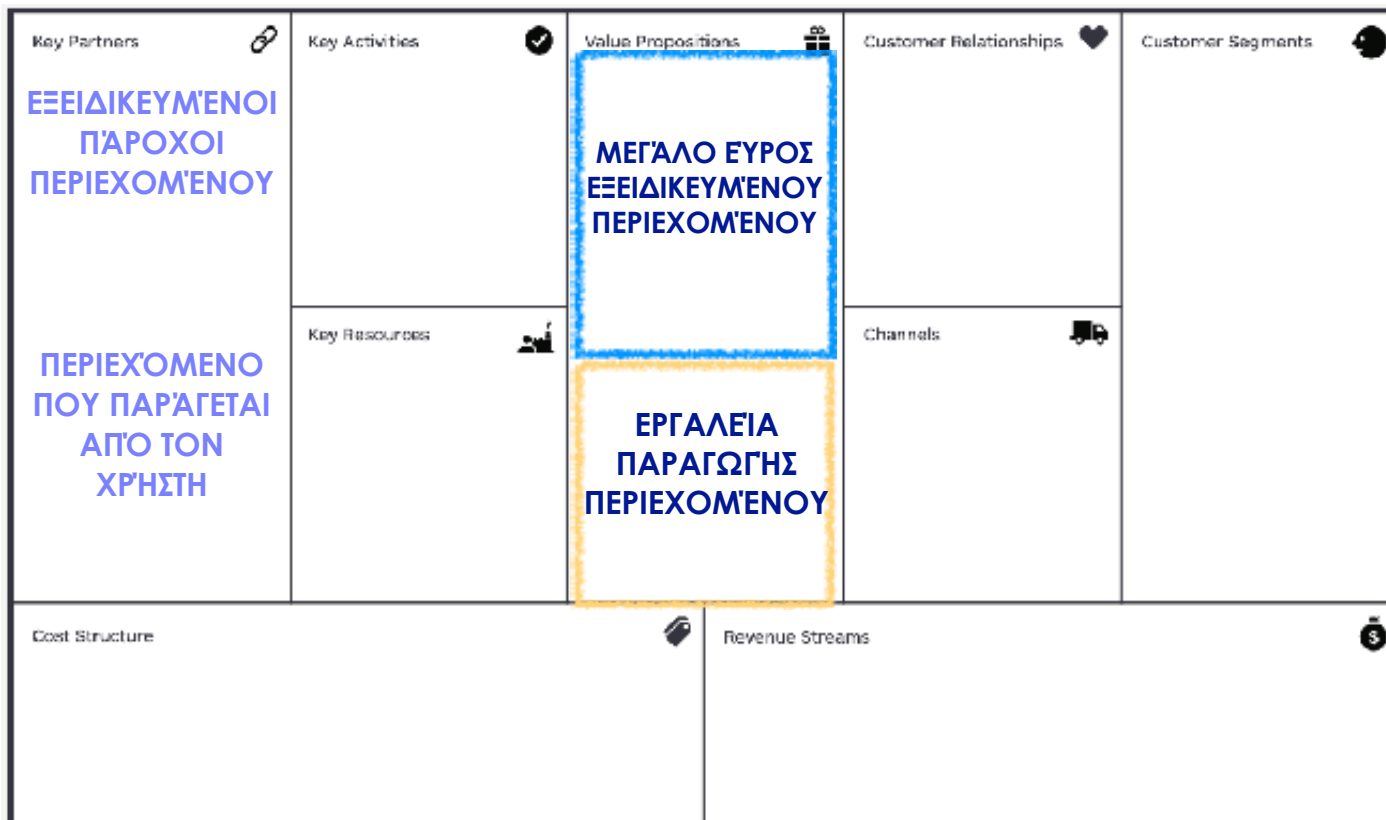 Key Partners
ΕΞΕΙΔΙΚΕΥΜΈΝΟΙ
ΠΆΡΟΧΟΙ
ΠΕΡΙΕΧΟΜΈΝΟΥ
ΠΕΡΙΕΧΌΜΕΝΟ
ΠΟΥ ΠΑΡΆΓΕΤΑΙ
ΑΠΌ ΤΟΝ
ΧΡΉΣΤΗ
Key Activities
Key Resources
Value Propositions
ΜΕΓΆΛΟ ΕΎΡΟΣ
ΕΞΕΙΔΙΚΕΥΜΈΝΟΥ
ΠΕΡΙΕΧΟΜΈΝΟΥ
ΕΡΓΑΛΕΊΑ
ΠΑΡΑΓΩΓΉΣ
ΠΕΡΙΕΧΟΜΈΝΟΥ
Customer Relationships
Channels
Customer Segments
Cost Structure
Revenue Streams